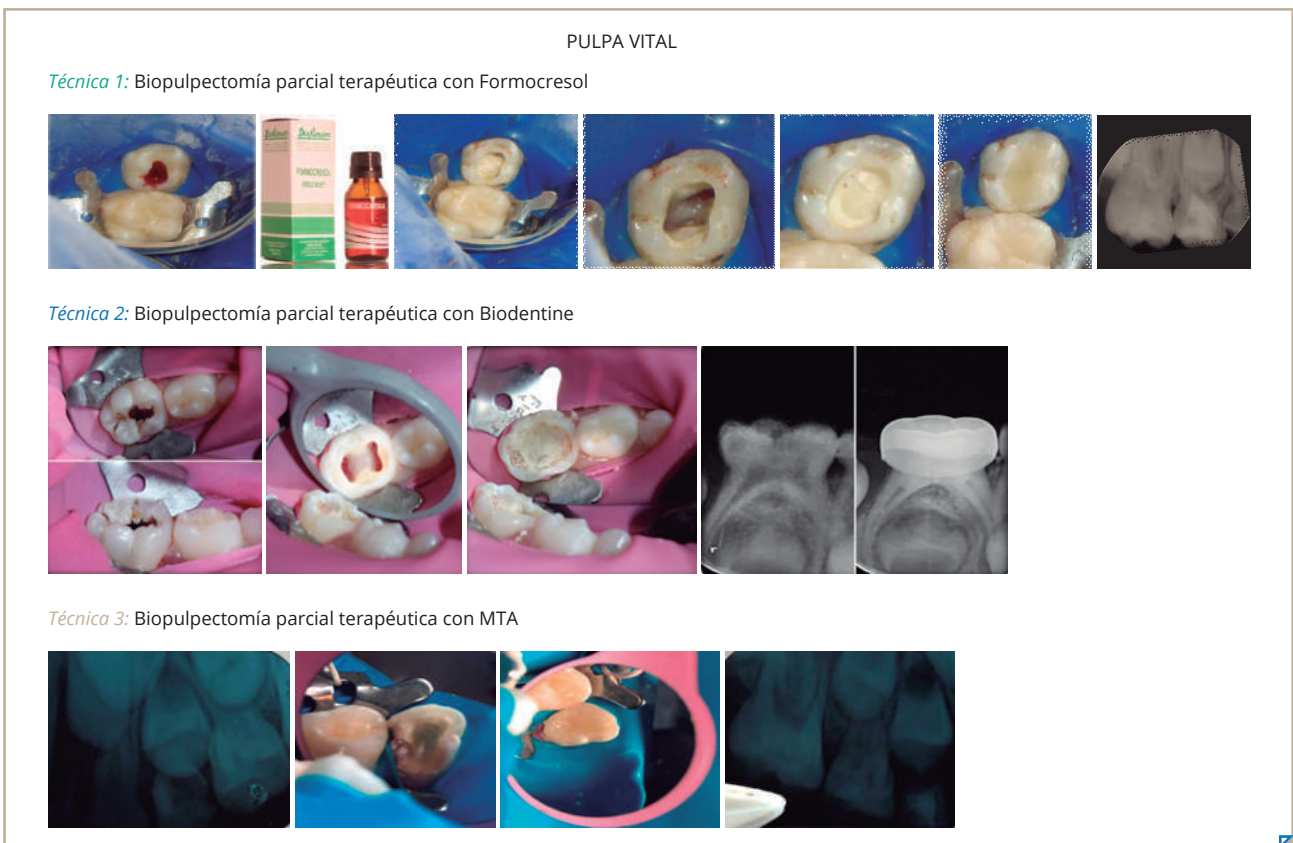 PULPA VITAL
Técnica 1: Biopulpectomía parcial terapéutica con Formocresol
FORMOCRESOL
Técnica 2: Biopulpectomía parcial terapéutica con Biodentine
Técnica 3: Biopulpectomía parcial terapéutica con MTA